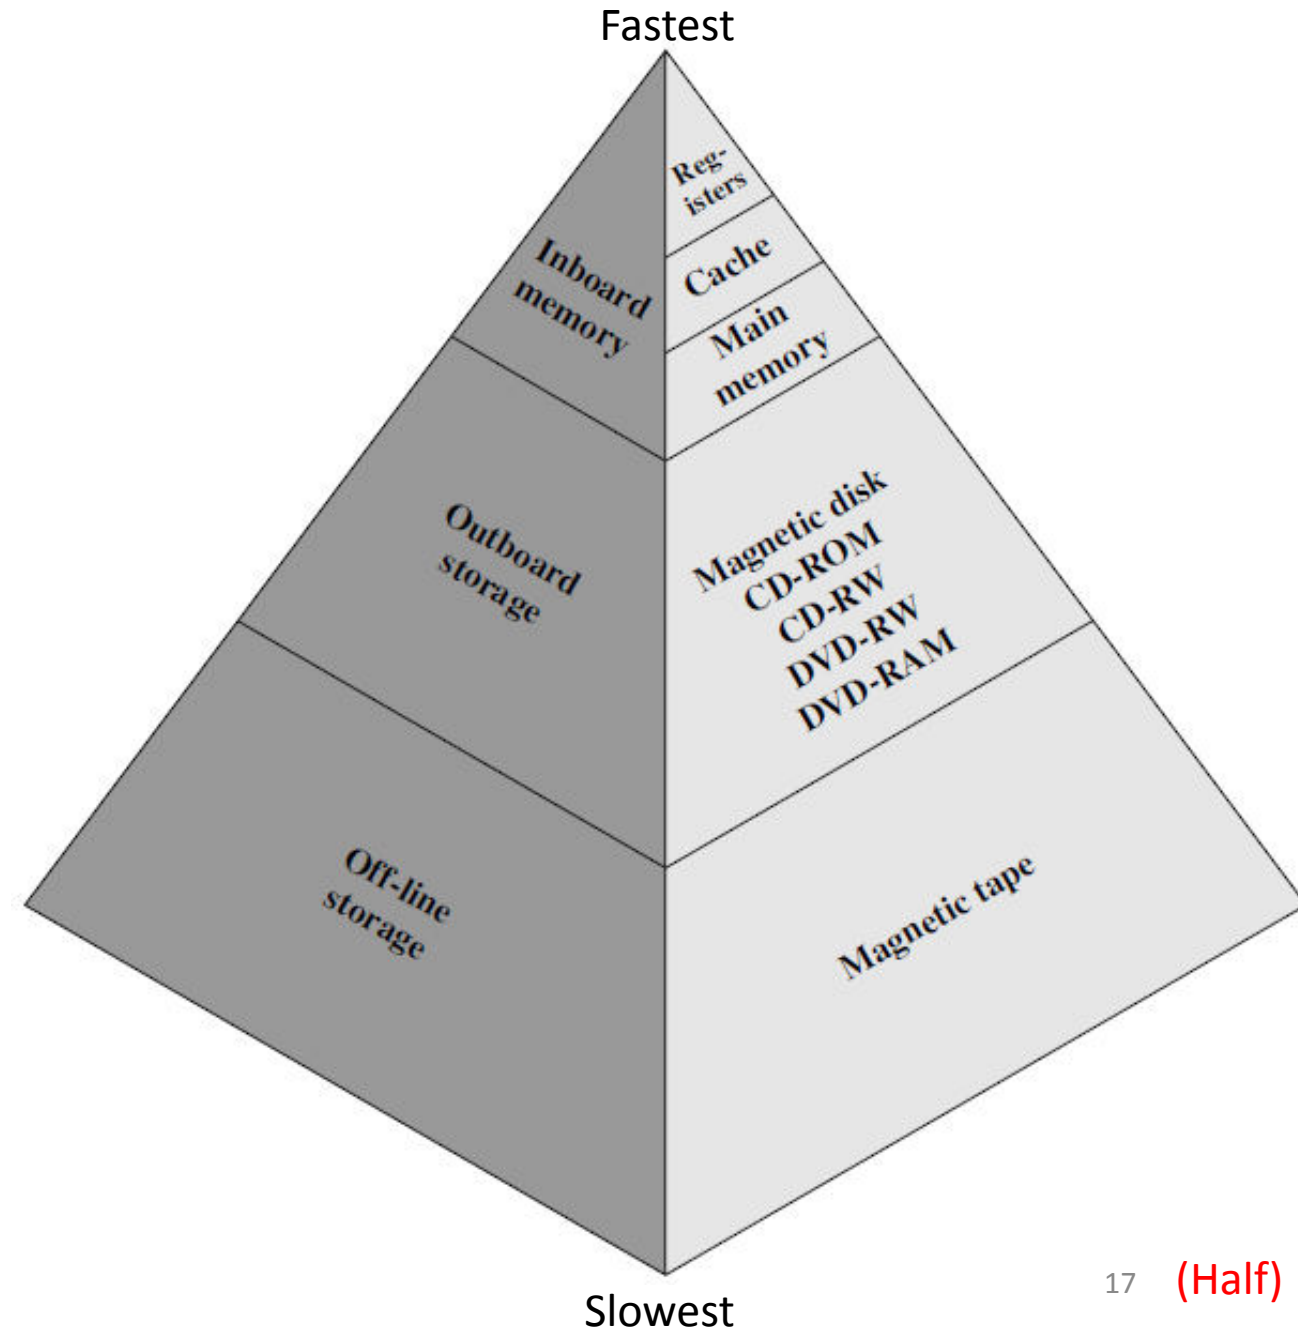 Fastest
Reg-
isters
Cache
Inboard
memory
Main
memory
Outboard
storage
Magnetic disk
CD-ROM
CD-RW
DVD-RW
DVD-RAM
Off-line
storage
Magnetic tape
17 (Half)
Slowest